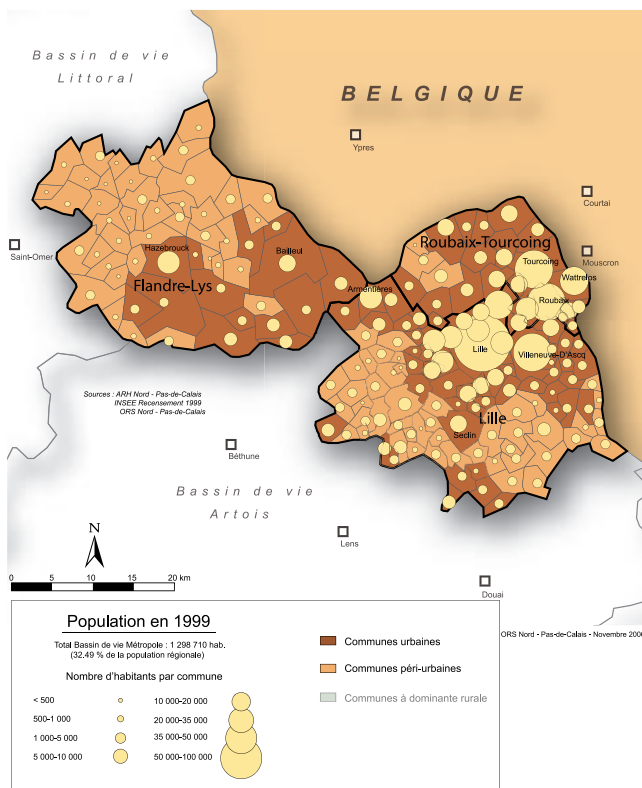 Bassin de vie
Littoral
BELGIQUE
Ypres
Courtai
Saint-Omer
Hazebrouck
Bailleul
Roubaix-Tourcoing
Tourcoing
Mouscron
Wattrelos
Flandre-Lys
Armentières
Roubaix
Lille
Villeneuve-D'Ascq
Sources : ARH Nord - Pas-de-Calais
INSEE Recensement 1999
ORS Nord - Pas-de-Calais
Lille
Seclin
Béthune
Bassin de vie
Artois
Lens
N
Douai
0 5 10 15 20 km
Population en 1999
Total Bassin de vie Métropole : 1 298 710 hab.
(32.49 % de la population régionale)
Nombre d'habitants par commune
< 500
500-1 000
1 000-5 000
5 000-10 000
10 000-20 000
20 000-35 000
35 000-50 000
50 000-100 000
ORS Nord - Pas-de-Calais - Novembre 200
Communes urbaines
Communes péri-urbaines
Communes à dominante rurale